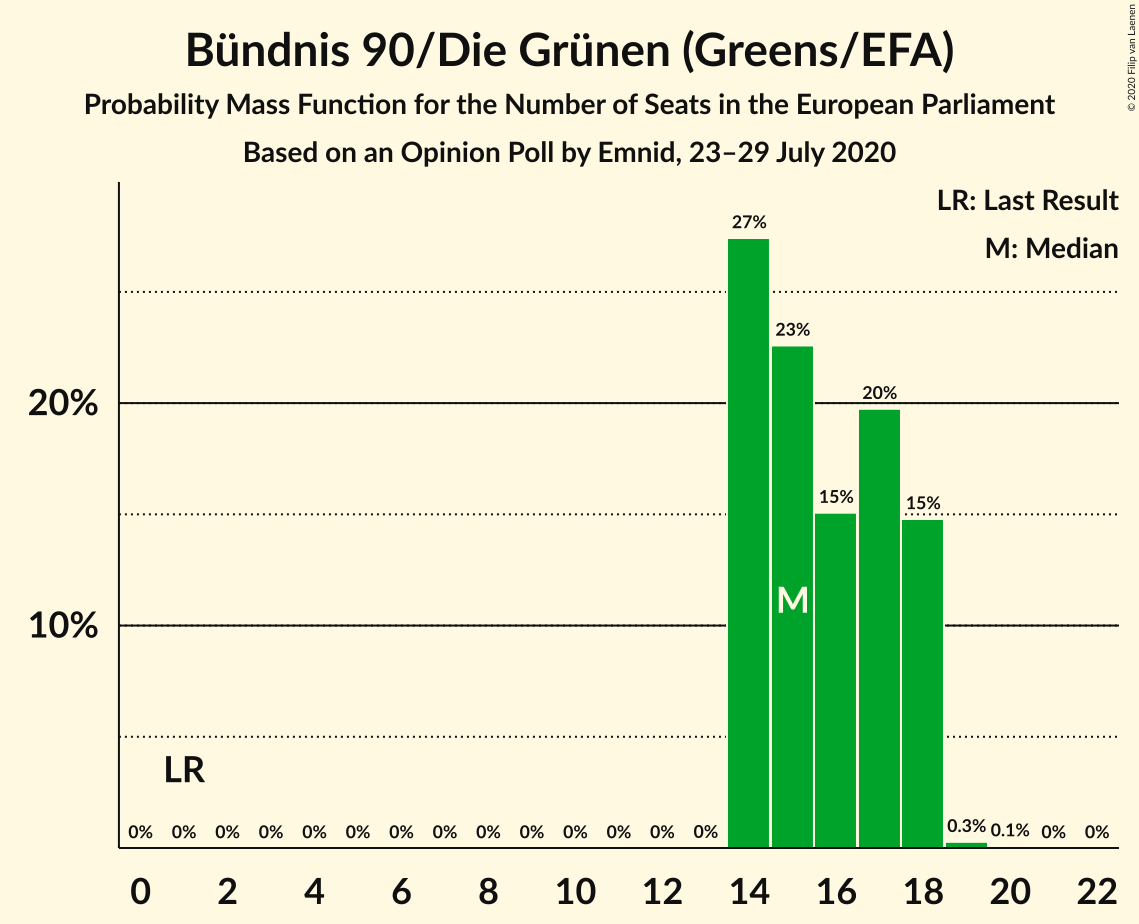 © 2020 Filip van Laenen
Bündnis 90/Die Grünen (Greens/EFA)
Probability Mass Function for the Number of Seats in the European Parliament
Based on an Opinion Poll by Emnid, 23–29 July 2020
LR: Last Result
M: Median
27%
23%
20%
20%
15%
15%
M
10%
LR
0% 0% 0% 0% 0% 0% 0% 0% 0% 0% 0% 0% 0% 0% 0.3% 0.1% 0% 0%
0 2 4 6 8 10 12 14 16 18 20 22